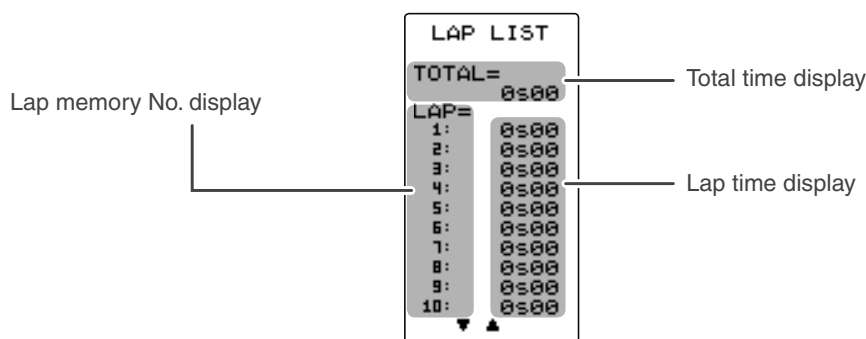 LAP LIST
TOTAL=
0s00
LAP=
1: 0s00
2: 0s00
3: 0s00
4: 0s00
5: 0s00
6: 0s00
7: 0s00
8: 0s00
9: 0s00
10: 0s00
▼ ▲
Lap memory No. display
Total time display
Lap time display